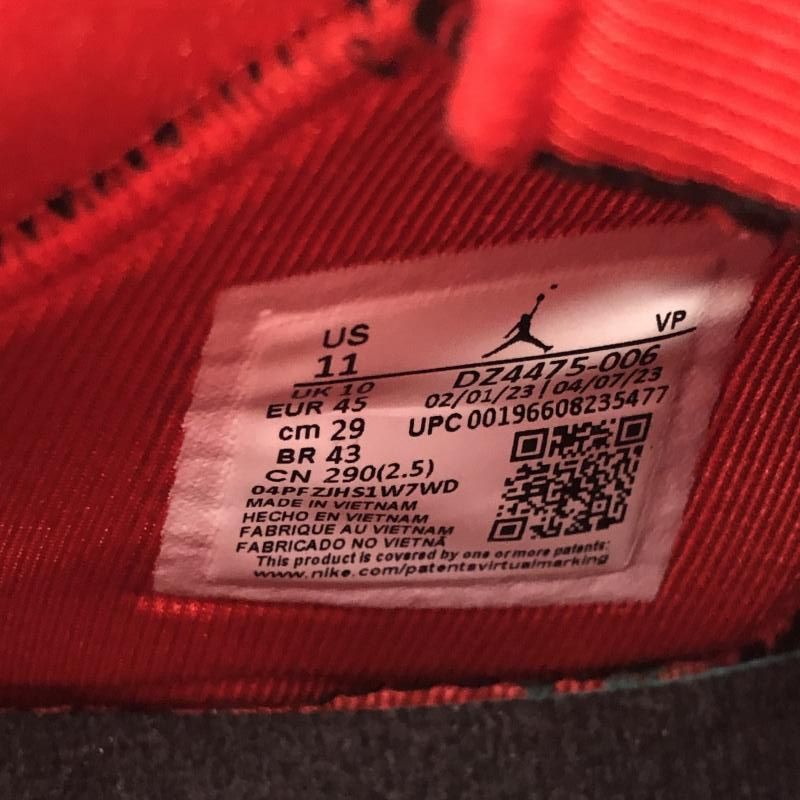 US
11
VP
UK 10
DZ4475-006
EUR 45
02/01/23 | 04/07/23
cm 29
UPC 00196608235477
BR 43
CN 290(2.5)
04PFZJHS1W7WD
MADE IN VIETNAM
HECHO EN VIETNAM
FABRIQUE AU VIETNAM
FABRICADO NO VIETNÃ
This product is covered by one or more patents:
www.nike.com/patentsvirtualmarking